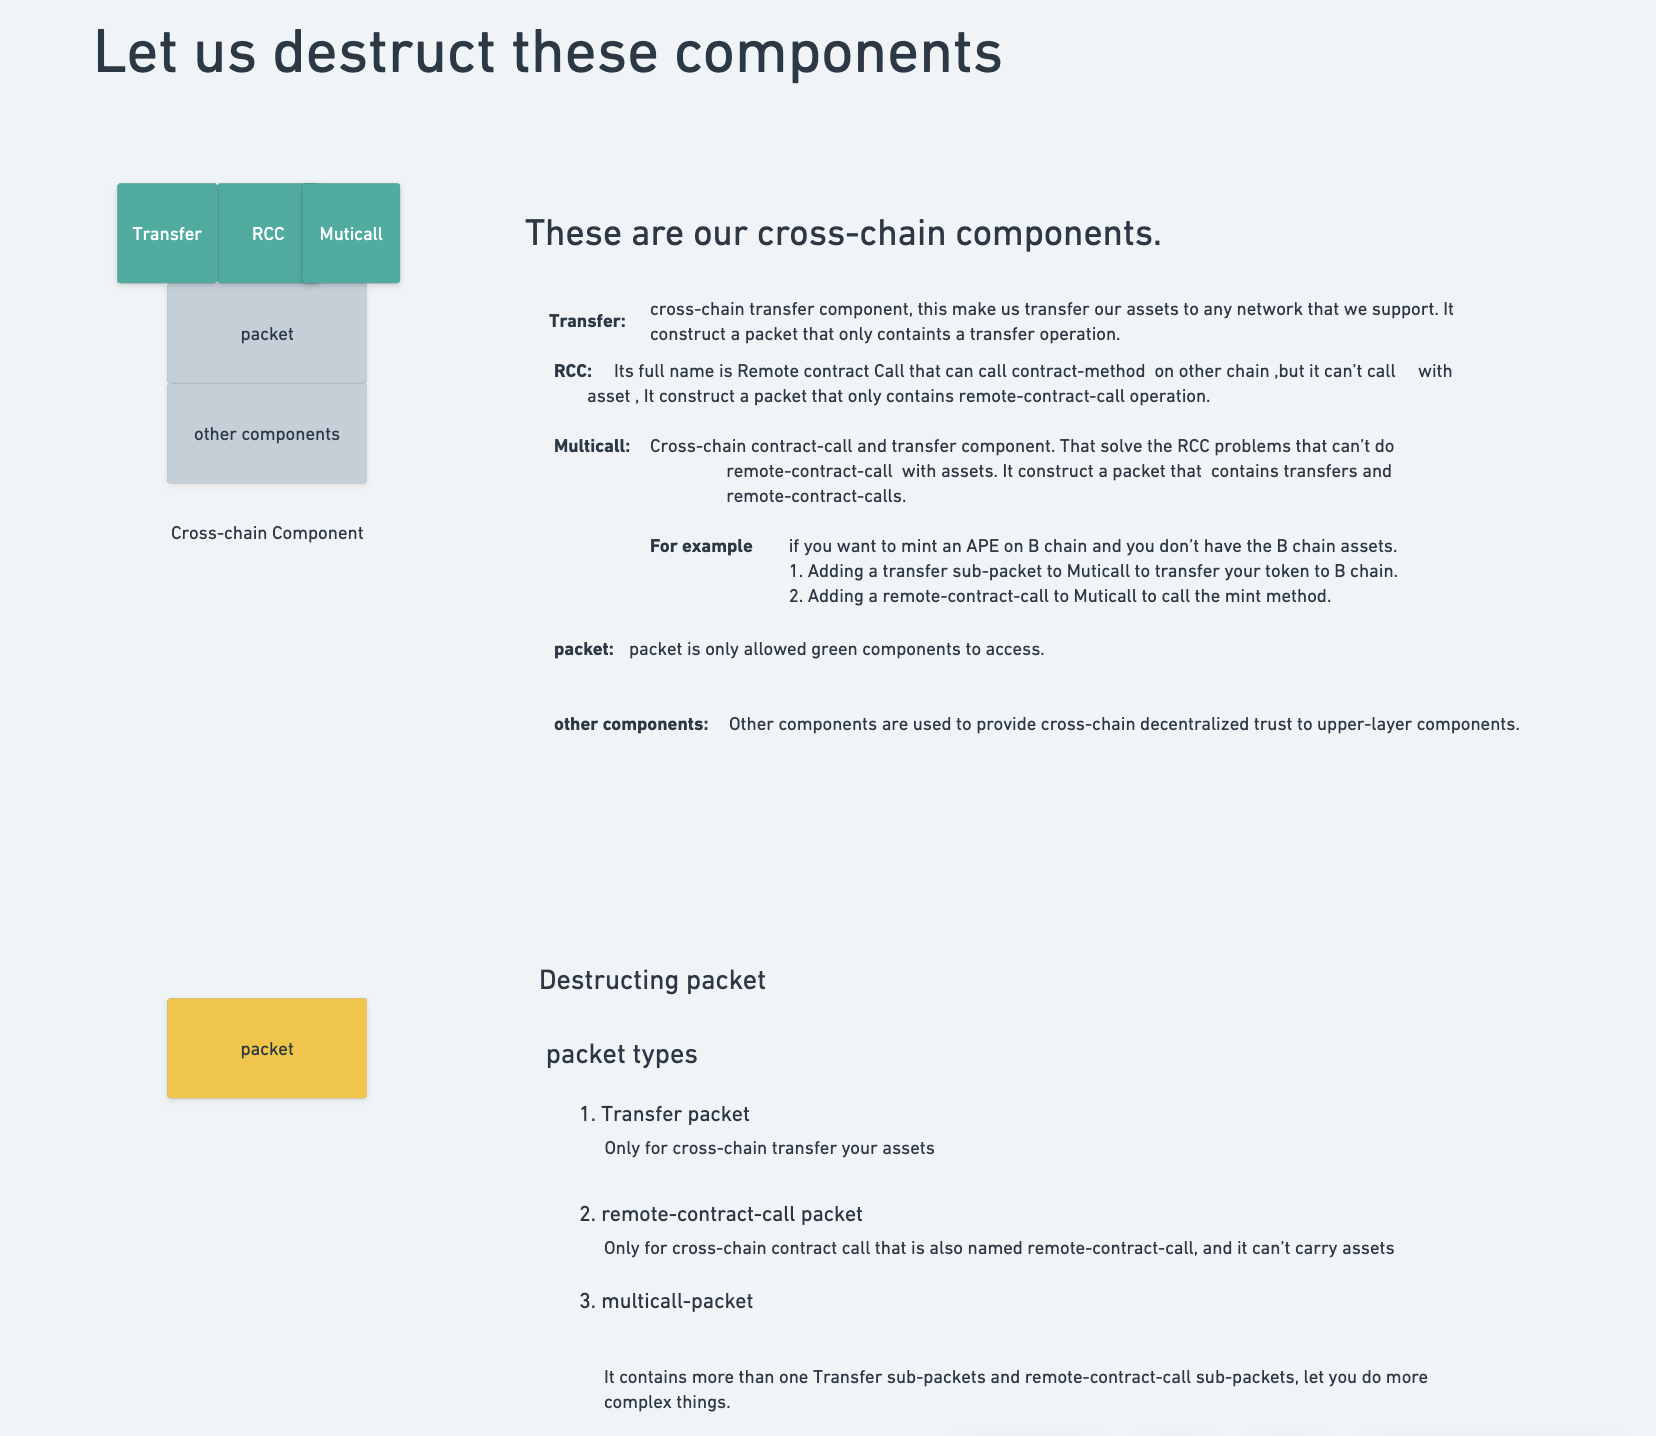 Let us destruct these components
Transfer
RCC
Muticall
packet
other components
Cross-chain Component
These are our cross-chain components.
Transfer: cross-chain transfer component, this make us transfer our assets to any network that we support. It
construct a packet that only containts a transfer operation.
RCC: Its full name is Remote contract Call that can call contract-method on other chain ,but it can't call with
asset , It construct a packet that only contains remote-contract-call operation.
Multicall: Cross-chain contract-call and transfer component. That solve the RCC problems that can't do
remote-contract-call with assets. It construct a packet that contains transfers and
remote-contract-calls.
For example if you want to mint an APE on B chain and you don't have the B chain assets.
1. Adding a transfer sub-packet to Muticall to transfer your token to B chain.
2. Adding a remote-contract-call to Muticall to call the mint method.
packet: packet is only allowed green components to access.
other components: Other components are used to provide cross-chain decentralized trust to upper-layer components.
packet
Destructing packet
packet types
1. Transfer packet
Only for cross-chain transfer your assets
2. remote-contract-call packet
Only for cross-chain contract call that is also named remote-contract-call, and it can't carry assets
3. multicall-packet
It contains more than one Transfer sub-packets and remote-contract-call sub-packets, let you do more
complex things.